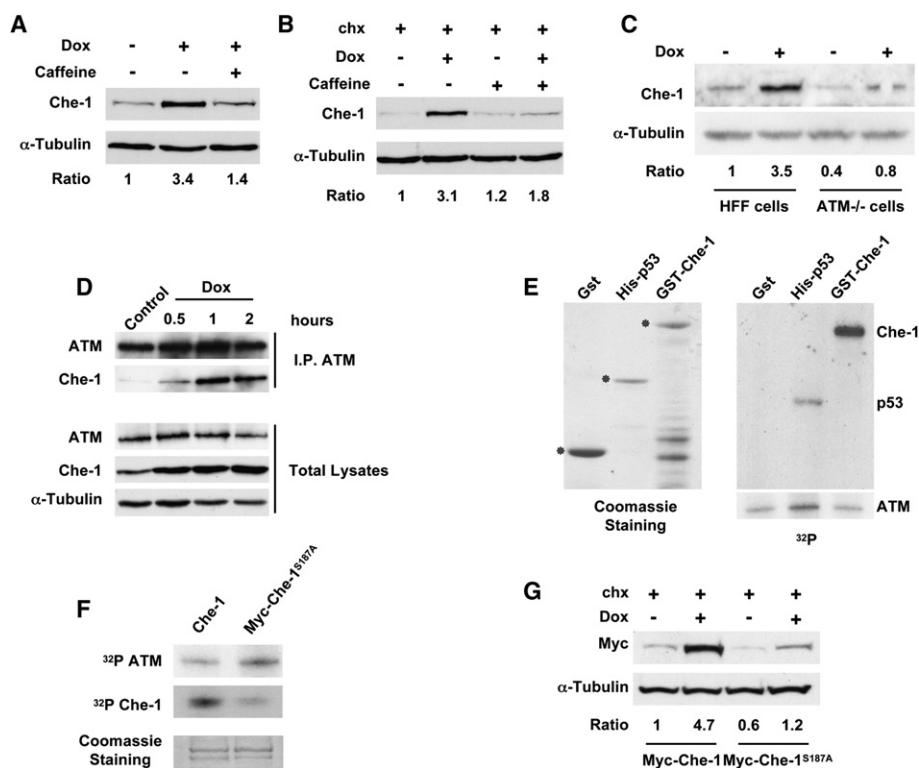 A
Dox - + +
Caffeine - - +
Che-1
α-Tubulin
Ratio 1 3.4 1.4
B
chx + + + +
Dox - + - +
Caffeine - - + +
Che-1
α-Tubulin
Ratio 1 3.1 1.2 1.8
C
Dox - + - +
Che-1
α-Tubulin
Ratio 1 3.5 0.4 0.8
HFF cells ATM-/- cells
D
Control Dox
0.5 1 2 hours
ATM
Che-1
I.P. ATM
ATM
Che-1
α-Tubulin
Total Lysates
E
Gst His-p53 GST-Che-1
Gst His-p53 GST-Che-1
Che-1
p53
ATM
Coomassie
Staining
32P
F
Che-1 Myc-Che-1S187A
32P ATM
32P Che-1
Coomassie
Staining
G
chx + + + +
Dox - + - +
Myc
α-Tubulin
Ratio 1 4.7 0.6 1.2
Myc-Che-1 Myc-Che-1S187A